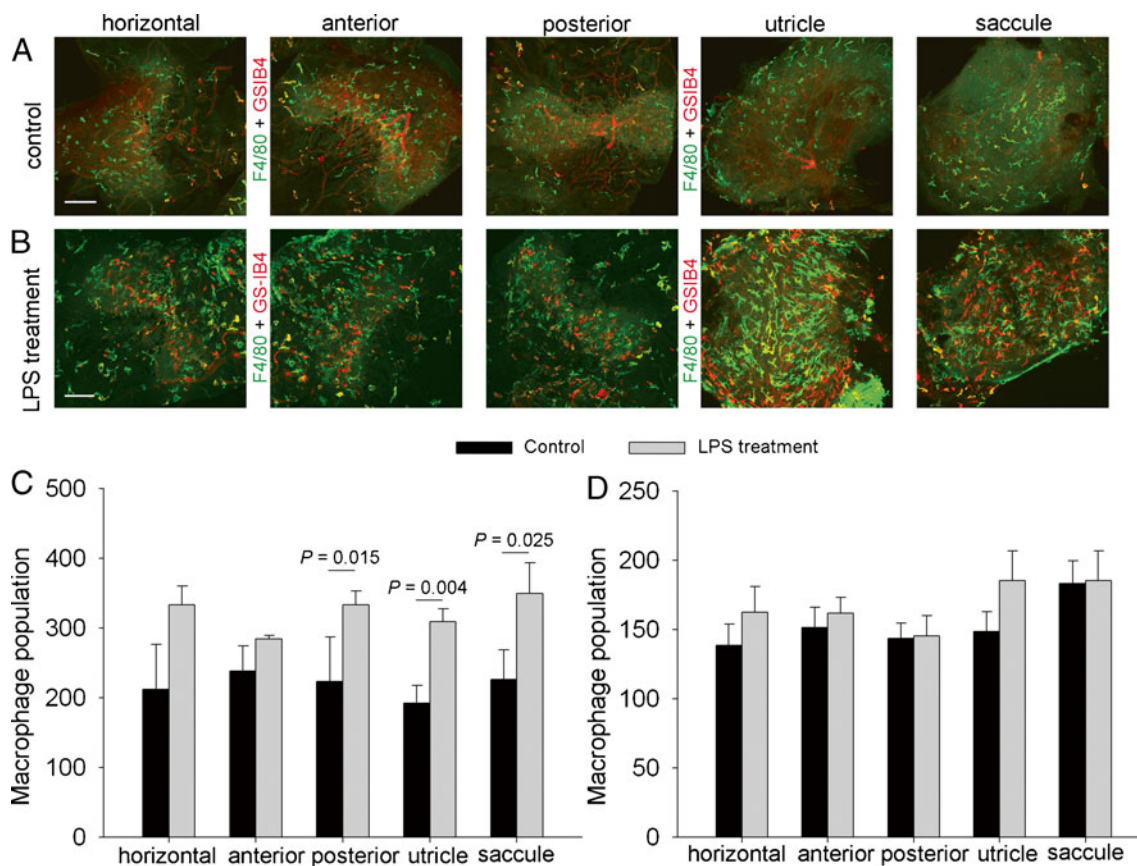 horizontal anterior posterior utricle saccule
A
control
F4/80 + GSIB4
F4/80 + GSIB4
B
LPS treatment
F4/80 + GS-IB4
F4/80 + GSIB4
Control LPS treatment
C
Macrophage population
500
400
300
200
100
0
P = 0.015
P = 0.004
P = 0.025
horizontal anterior posterior utricle saccule
D
Macrophage population
250
200
150
100
50
0
horizontal anterior posterior utricle saccule